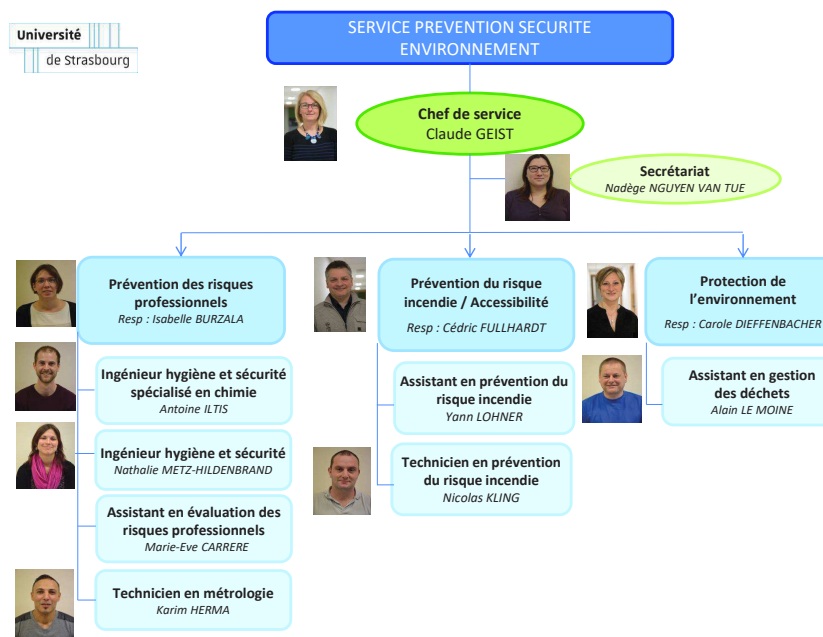 Université
de Strasbourg
SERVICE PREVENTION SECURITE
ENVIRONNEMENT
Chef de service
Claude GEIST
Secrétariat
Nadège NGUYEN VAN TUE
Prévention des risques
professionnels
Resp : Isabelle BURZALA
Ingénieur hygiène et sécurité
spécialisé en chimie
Antoine ILTIS
Ingénieur hygiène et sécurité
Nathalie METZ-HILDENBRAND
Assistant en évaluation des
risques professionnels
Marie-Eve CARRERE
Technicien en métrologie
Karim HERMA
Prévention du risque
incendie / Accessibilité
Resp : Cédric FULLHARDT
Assistant en prévention du
risque incendie
Yann LOHNER
Technicien en prévention
du risque incendie
Nicolas KLING
Protection de
l'environnement
Resp : Carole DIEFFENBACHER
Assistant en gestion
des déchets
Alain LE MOINE